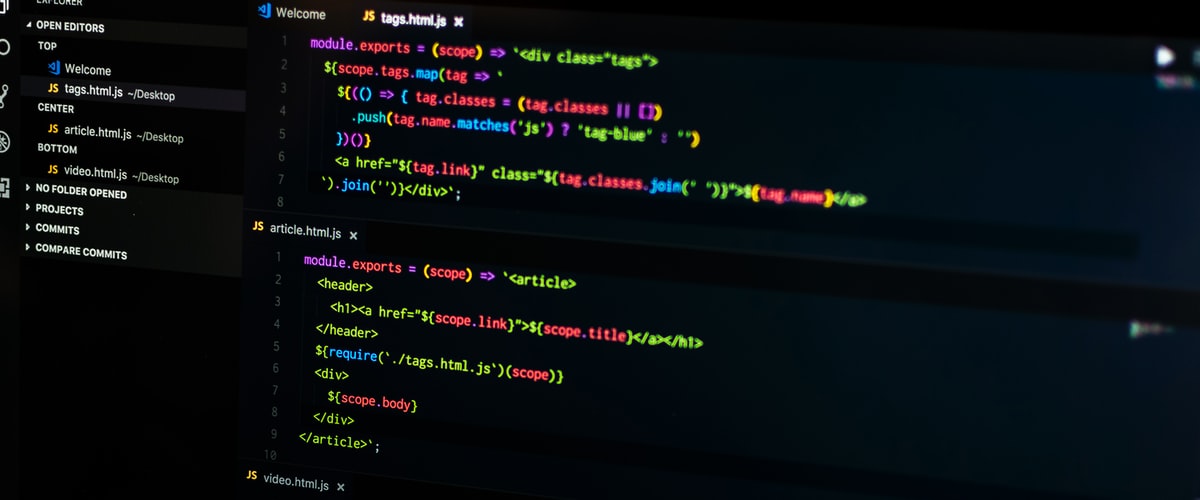 EXPLORER
OPEN EDITORS
TOP
Welcome
tags.html.js ~/Desktop
CENTER
JS article.html.js ~/Desktop
BOTTOM
JS video.html.js ~/Desktop
NO FOLDER OPENED
PROJECTS
COMMITS
COMPARE COMMITS
Welcome
JS tags.html.js ×
1 module.exports = (scope) => `<div class="tags">
2 ${scope.tags.map(tag => `
3 ${(() => { tag.classes = (tag.classes || [])
4 .push(tag.name.matches('js') ? 'tag-blue' : '')
5 })()}
6 <a href="${tag.link}" class="${tag.classes.join(' ')}">${tag.name}</a>
7 `).join('')}</div>`;
8
JS article.html.js ×
1 module.exports = (scope) => `<article>
2 <header>
3 <h1><a href="${scope.link}">${scope.title}</a></h1>
4 </header>
5 ${require(`./tags.html.js`)(scope)}
6 <div>
7 ${scope.body}
8 </div>
9 </article>`;
10
JS video.html.js ×